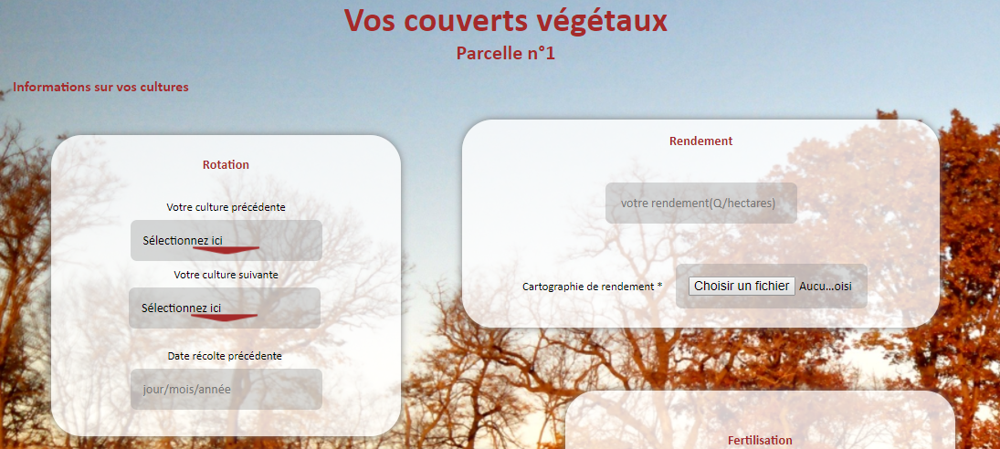 Vos couverts végétaux
Parcelle n°1
Informations sur vos cultures
Rotation
Votre culture précédente
Sélectionnez ici
Votre culture suivante
Sélectionnez ici
Date récolte précédente
jour/mois/année
Rendement
votre rendement(Q/hectares)
Cartographie de rendement * Choisir un fichier Aucu...oisi
Fertilisation